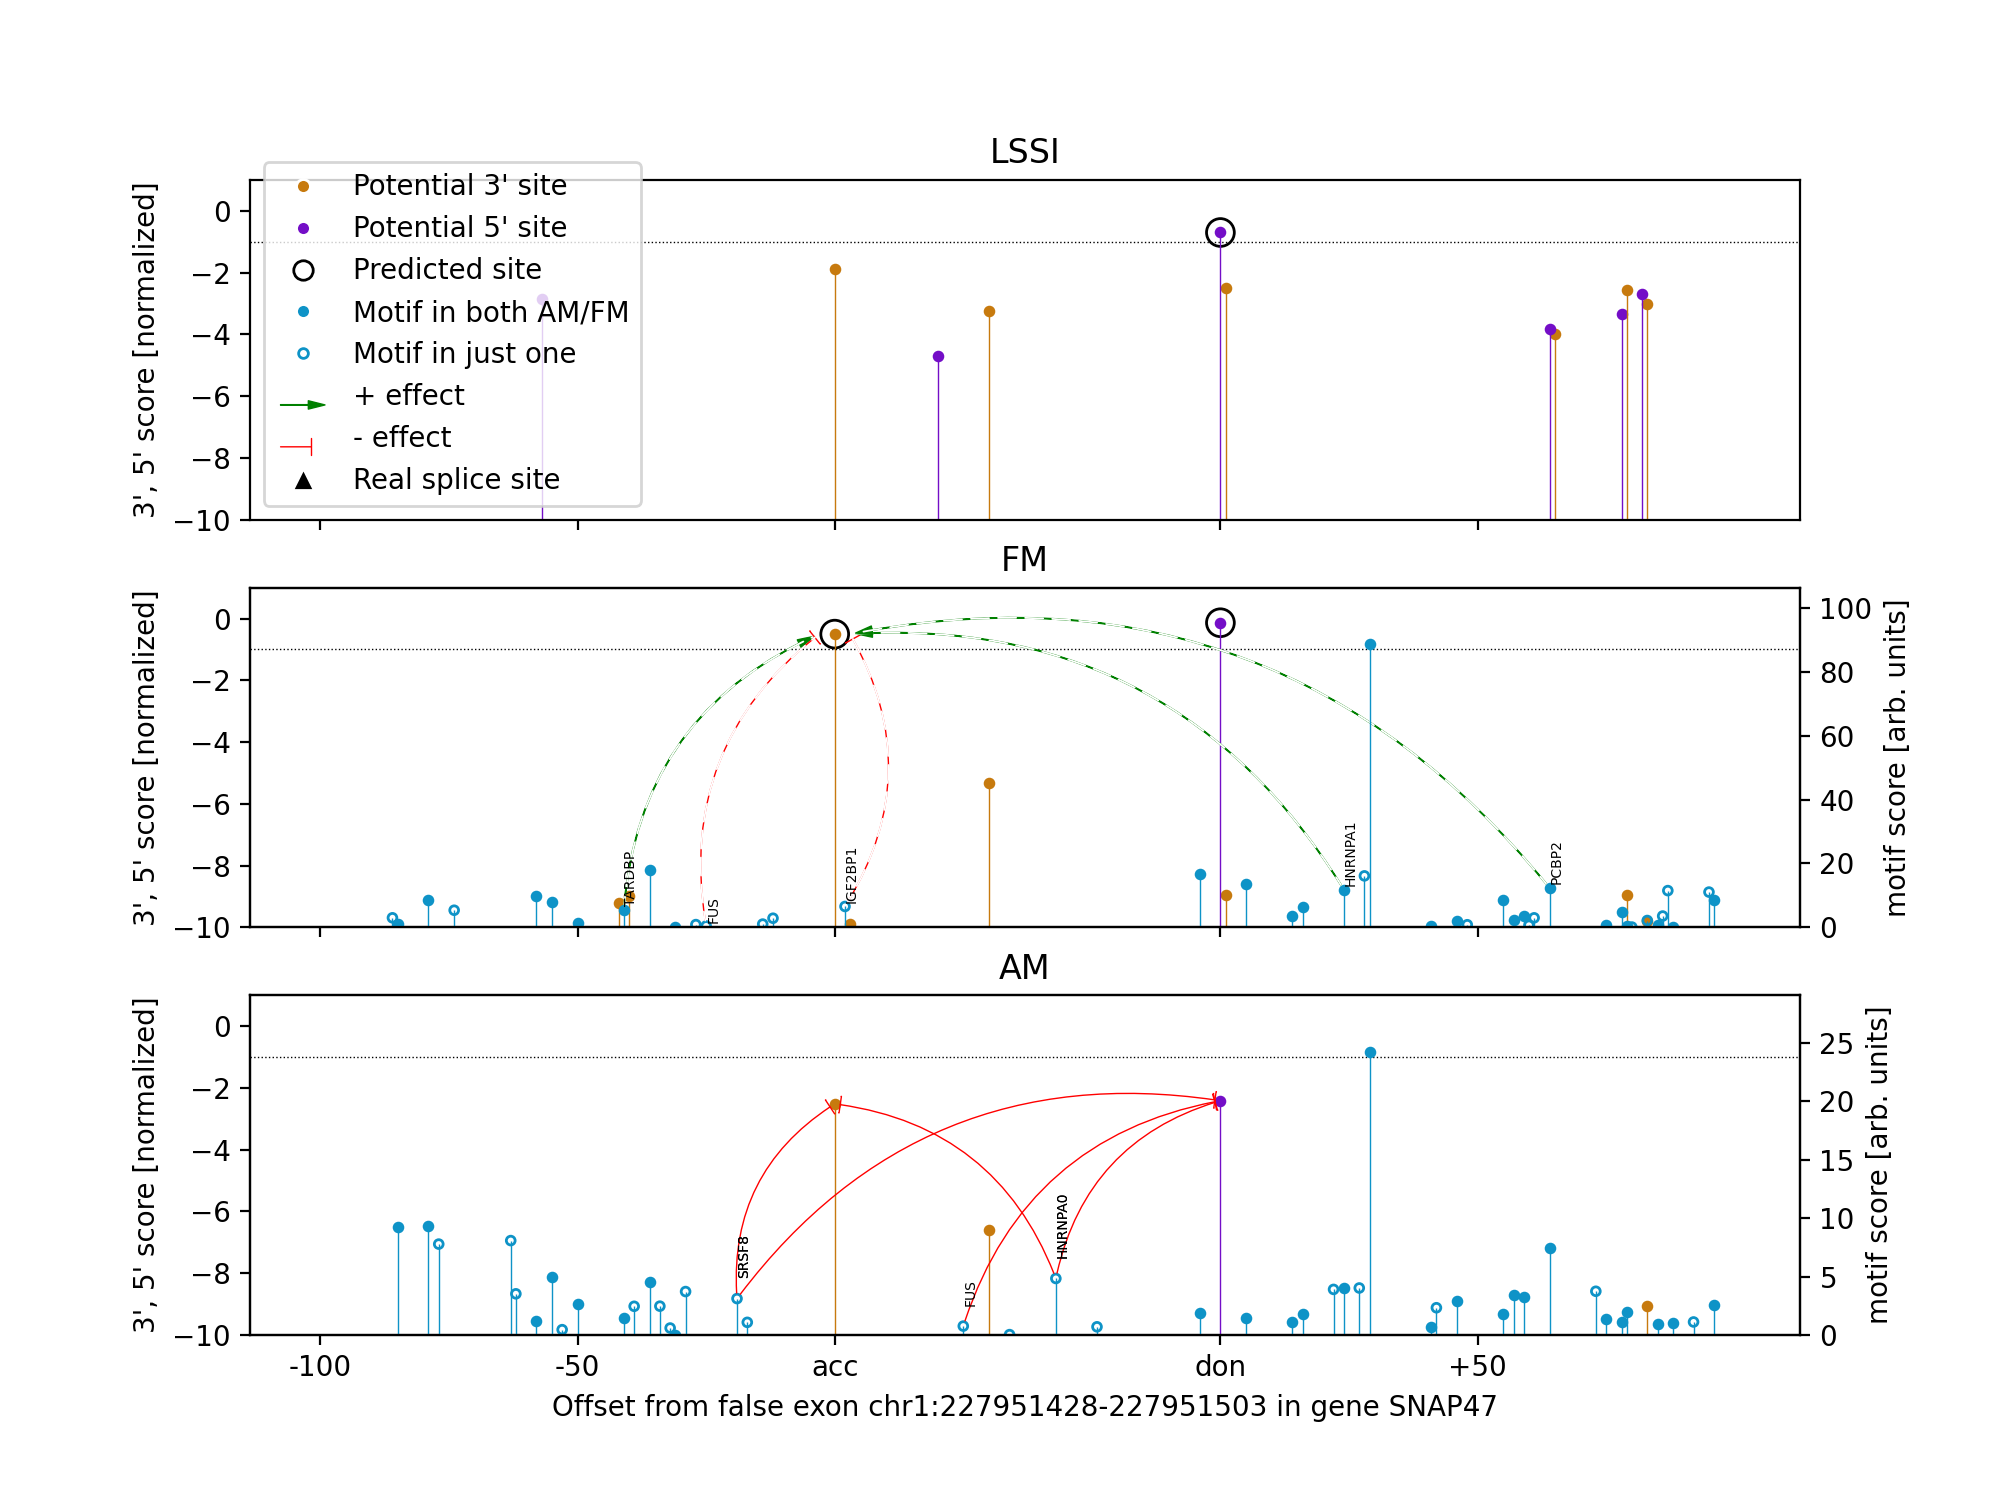 LSSI
3', 5' score [normalized]
0
−2
−4
−6
−8
−10
Potential 3' site
Potential 5' site
Predicted site
Motif in both AM/FM
Motif in just one
+ effect
- effect
Real splice site
FM
3', 5' score [normalized]
0
−2
−4
−6
−8
−10
TARDBP
FUS
IGF2BP1
HNRNPA1
PCBP2
100
80
60
40
20
0
motif score [arb. units]
AM
3', 5' score [normalized]
0
−2
−4
−6
−8
−10
SRSF8
FUS
HNRNPA0
25
20
15
10
5
0
motif score [arb. units]
-100
-50
acc
don
+50
Offset from false exon chr1:227951428-227951503 in gene SNAP47